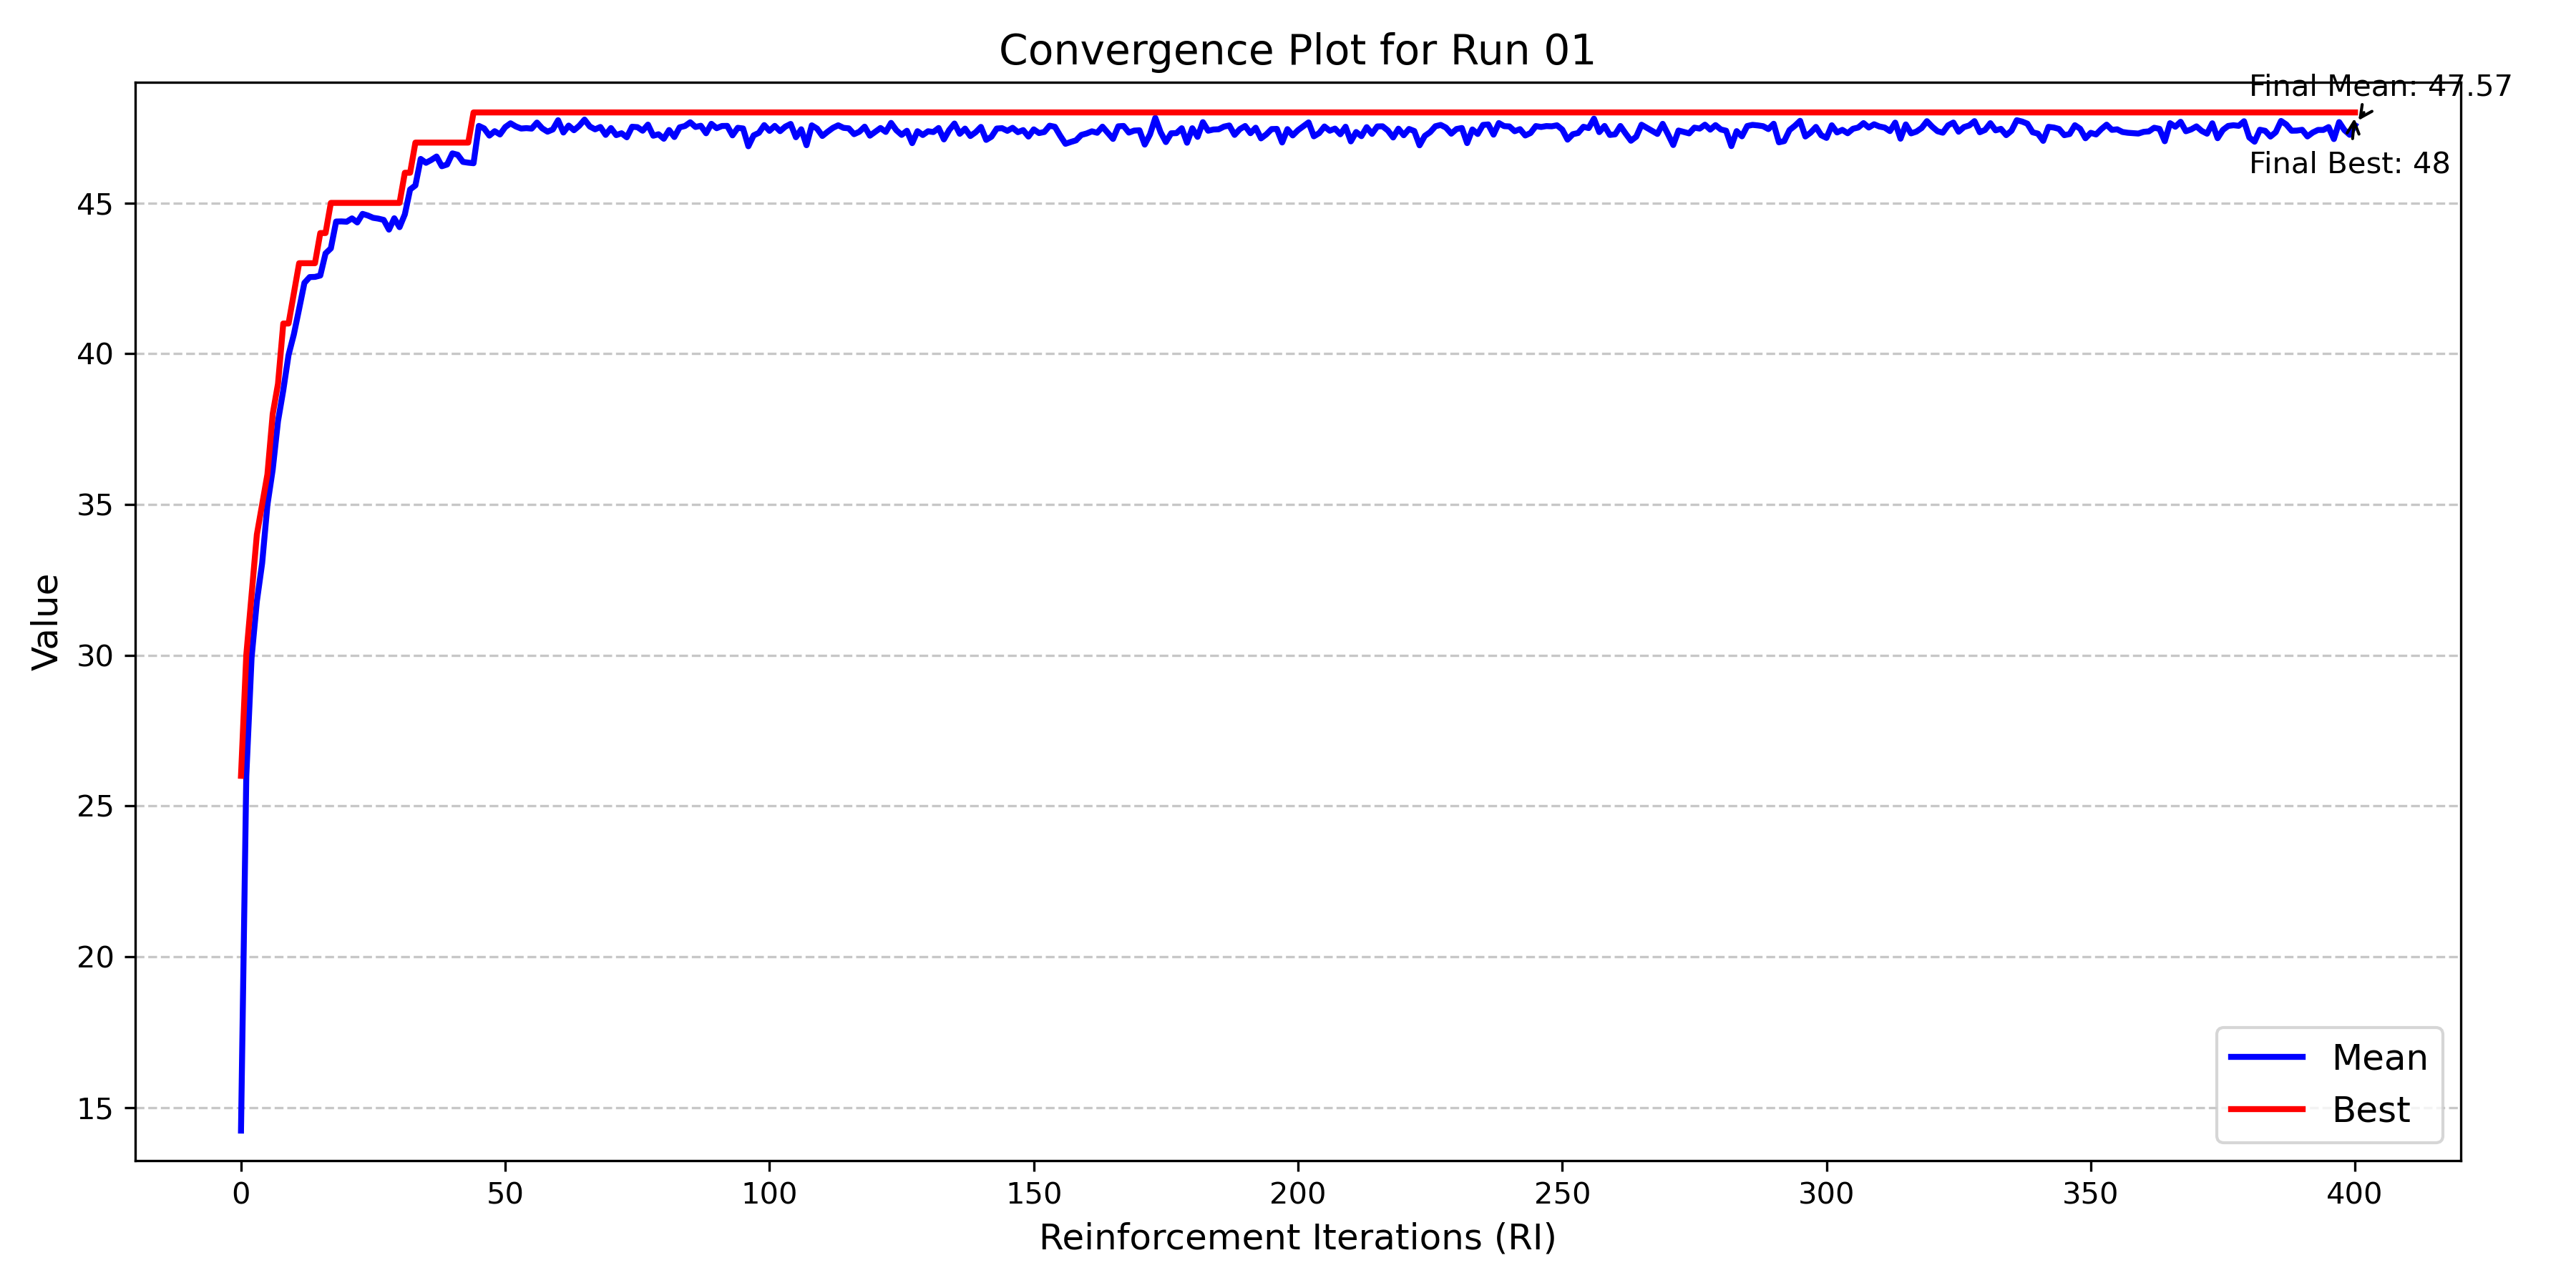 Convergence Plot for Run 01
Final Mean: 47.57
Final Best: 48
45
40
35
30
25
20
15
Value
0 50 100 150 200 250 300 350 400
Reinforcement Iterations (RI)
Mean
Best